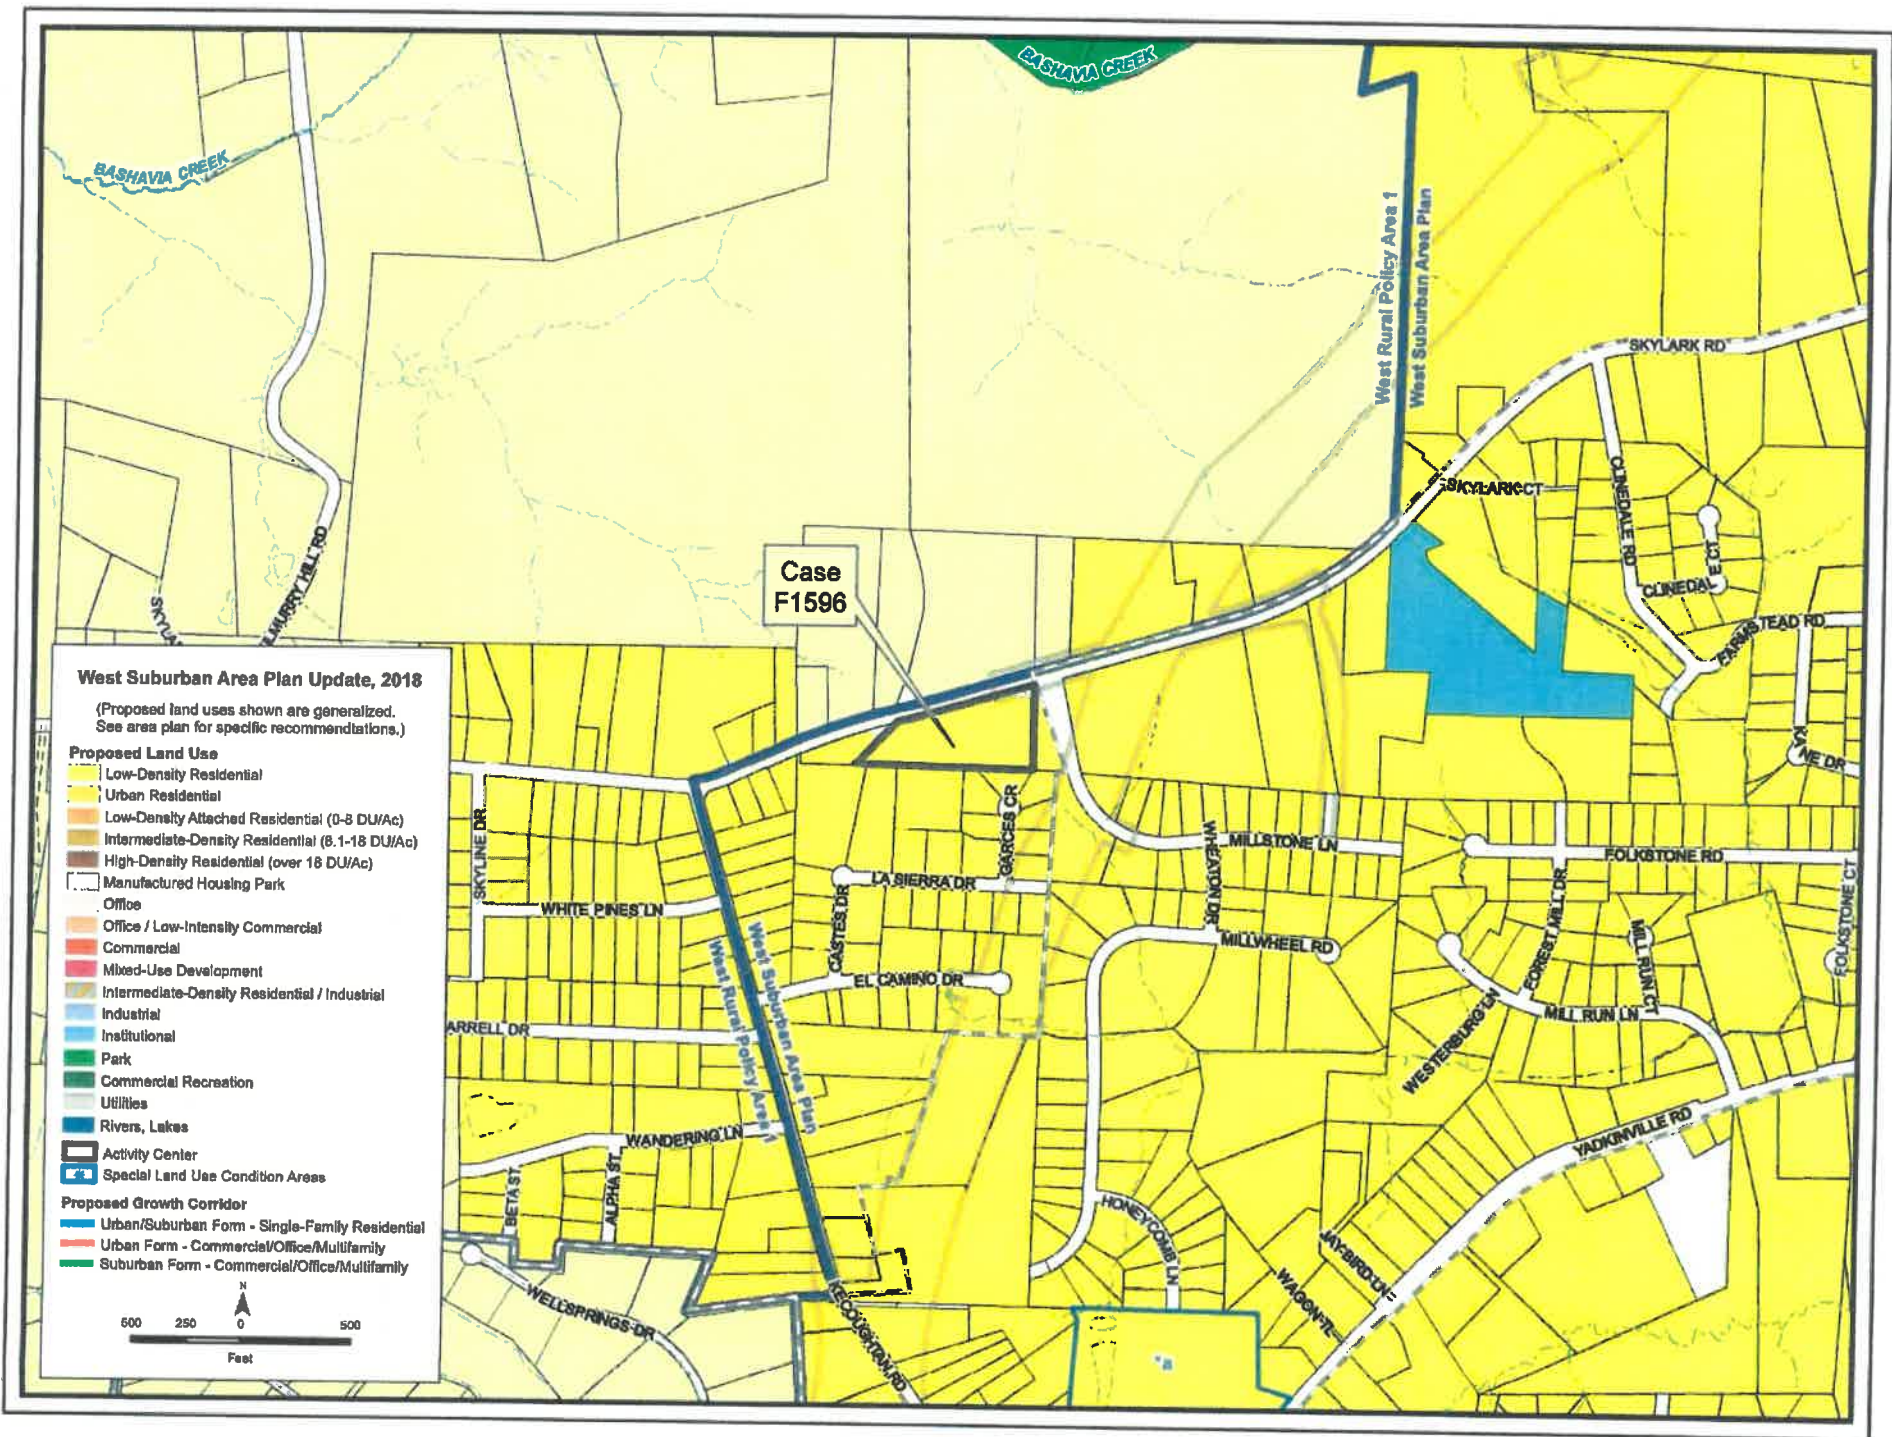 BASHAVIA CREEK
BASHAVIA CREEK
West Rural Policy Area 1
West Suburban Area Plan
SKYLARK RD
SKYLARK CT
CLINEDALE RD
CLINEDALE CT
FARMSTEAD RD
KANE DR
Case
F1596
West Suburban Area Plan Update, 2018
(Proposed land uses shown are generalized.
See area plan for specific recommendtations.)
Proposed Land Use
Low-Density Residential
Urban Residential
Low-Density Attached Residential (0-8 DU/Ac)
Intermediate-Density Residential (8.1-18 DU/Ac)
High-Density Residential (over 18 DU/Ac)
Manufactured Housing Park
Office
Office / Low-Intensity Commercial
Commercial
Mixed-Use Development
Intermediate-Density Residential / Industrial
Industrial
Institutional
Park
Commercial Recreation
Utilities
Rivers, Lakes
Activity Center
Special Land Use Condition Areas
Proposed Growth Corridor
Urban/Suburban Form - Single-Family Residential
Urban Form - Commercial/Office/Multifamily
Suburban Form - Commercial/Office/Multifamily
N
500 250 0 500
Feet
SKYLINE DR
WHITE PINES LN
CASTES DR
LA SIERRA DR
GARCES CR
EL CAMINO DR
WHEATON DR
MILLSTONE LN
MILLWHEEL RD
FOLKSTONE RD
FOLKSTONE CT
FOREST MILL DR
MILL RUN CT
MILL RUN LN
WESTERBURG LN
YADKINVILLE RD
West Suburban Area Plan
West Rural Policy Area 1
ARRELL DR
WANDERING LN
BETA ST
ALPHA ST
WELLSPRINGS DR
KECOUGHTAN RD
HONEYCOMB LN
JAY BIRD LN
WAGON TL